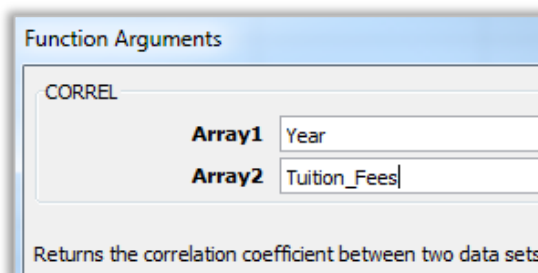 Function Arguments
CORREL
Array1 Year
Array2 Tuition_Fees
Returns the correlation coefficient between two data sets